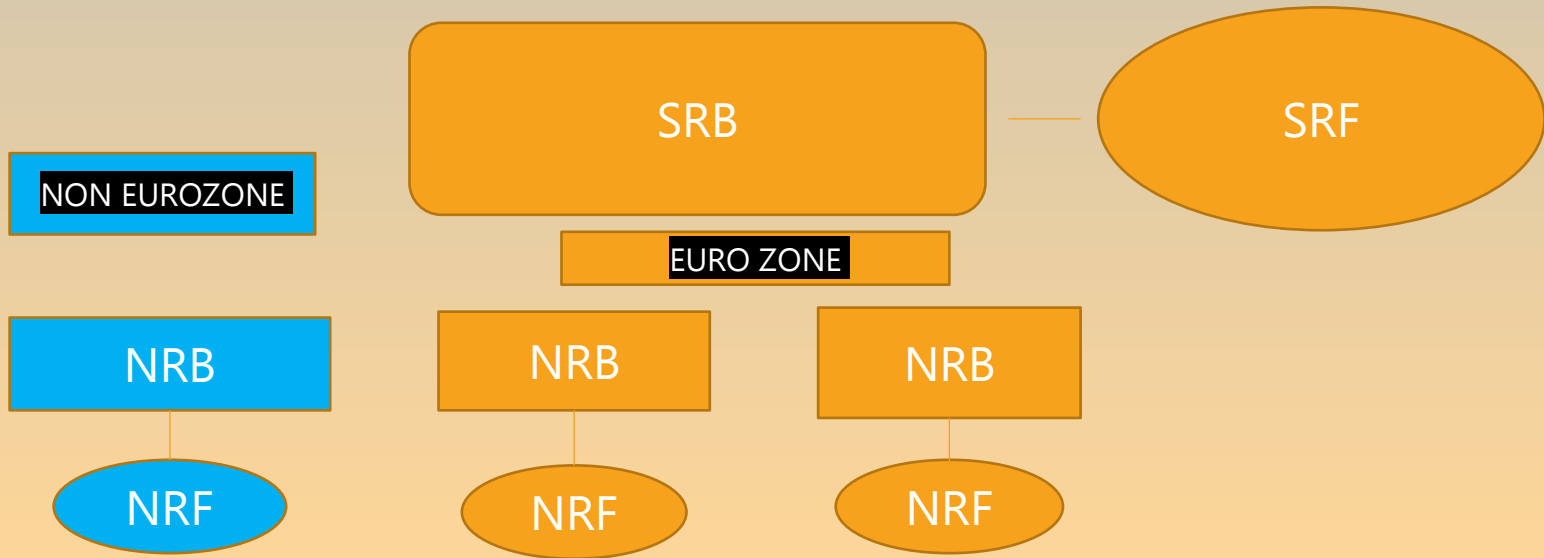 SRB
SRF
NON EUROZONE
EURO ZONE
NRB
NRB
NRB
NRF
NRF
NRF